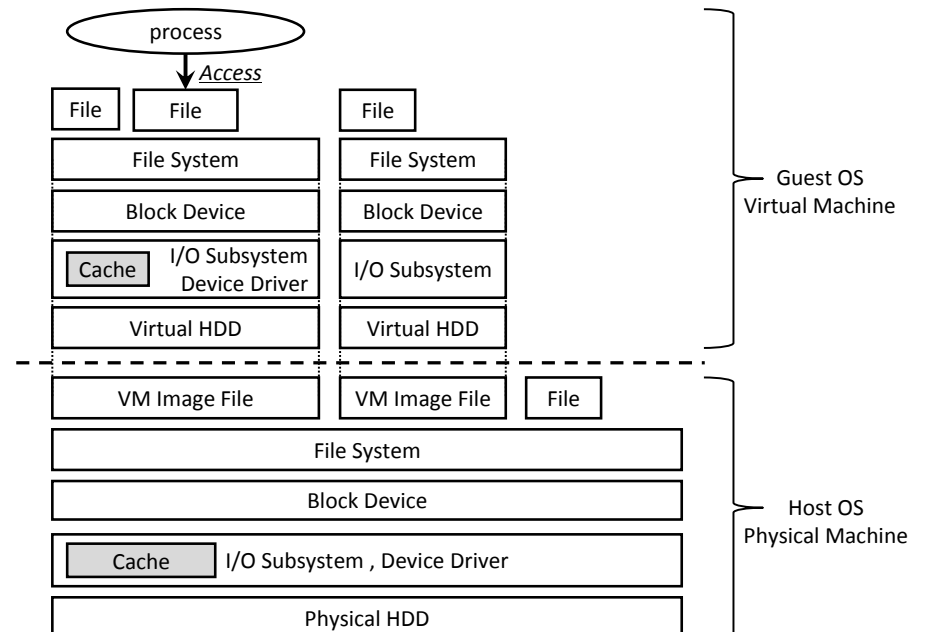 process
Access
File
File
File
File System
File System
Block Device
Block Device
Cache
I/O Subsystem
Device Driver
I/O Subsystem
Virtual HDD
Virtual HDD
Guest OS
Virtual Machine
VM Image File
VM Image File
File
File System
Block Device
Cache
I/O Subsystem , Device Driver
Physical HDD
Host OS
Physical Machine